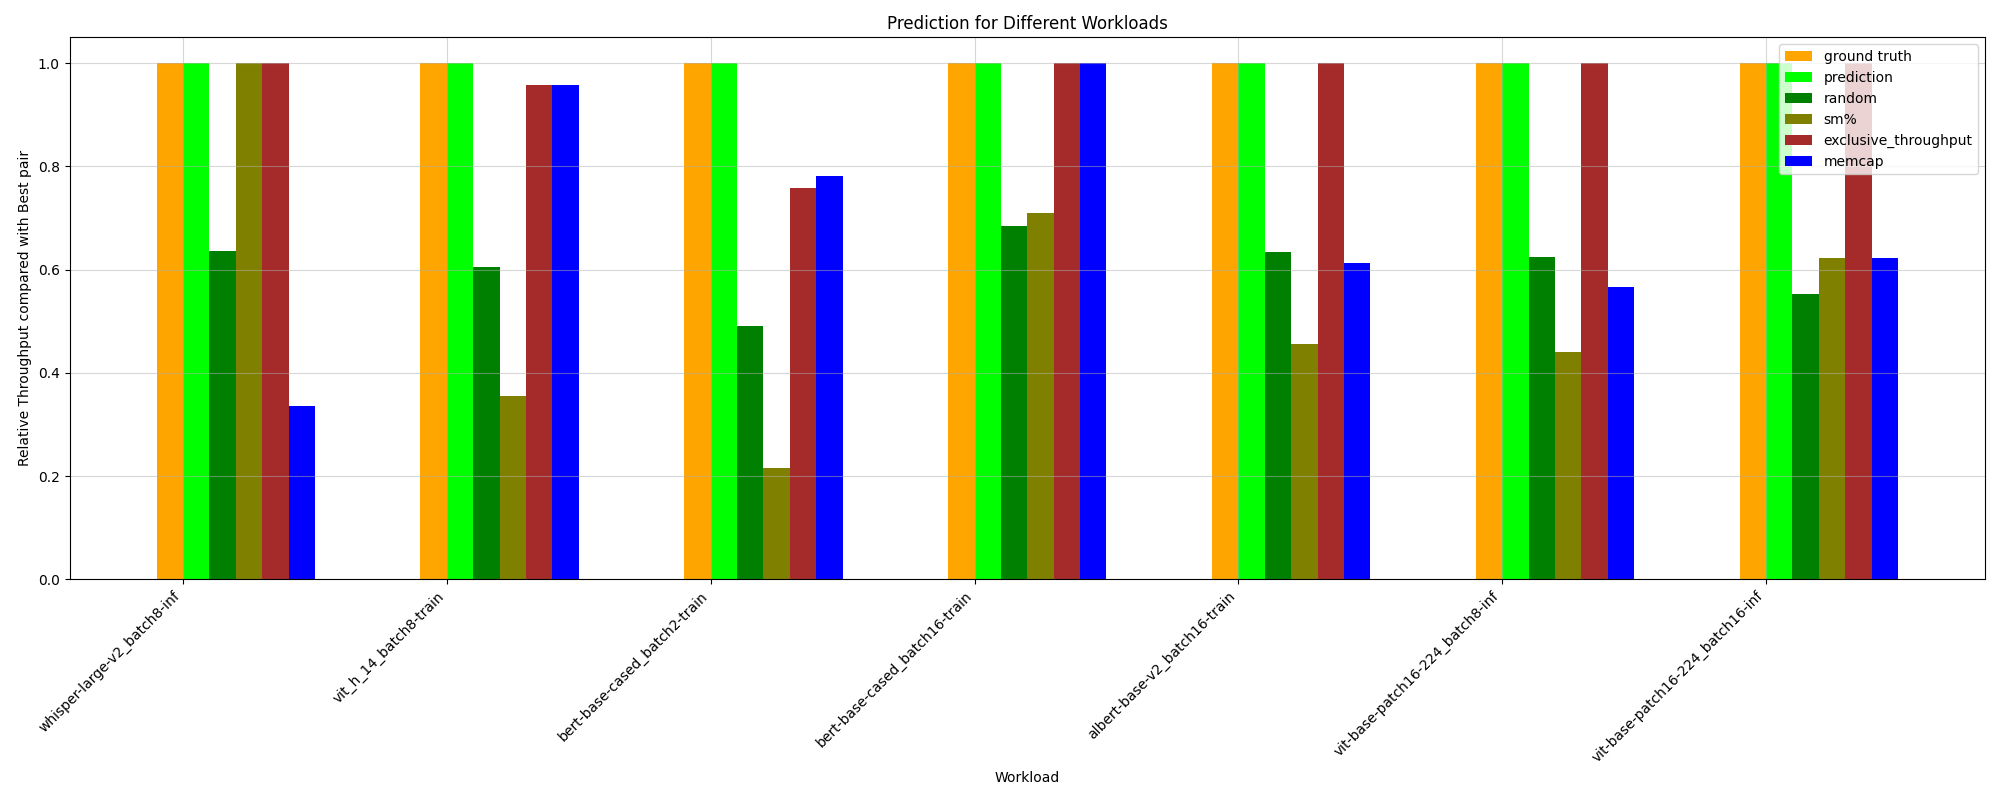 Prediction for Different Workloads
Relative Throughput compared with Best pair
1.0
0.8
0.6
0.4
0.2
0.0
ground truth
prediction
random
sm%
exclusive_throughput
memcap
whisper-large-v2_batch8-inf
vit_h_14_batch8-train
bert-base-cased_batch2-train
bert-base-cased_batch16-train
albert-base-v2_batch16-train
vit-base-patch16-224_batch8-inf
vit-base-patch16-224_batch16-inf
Workload